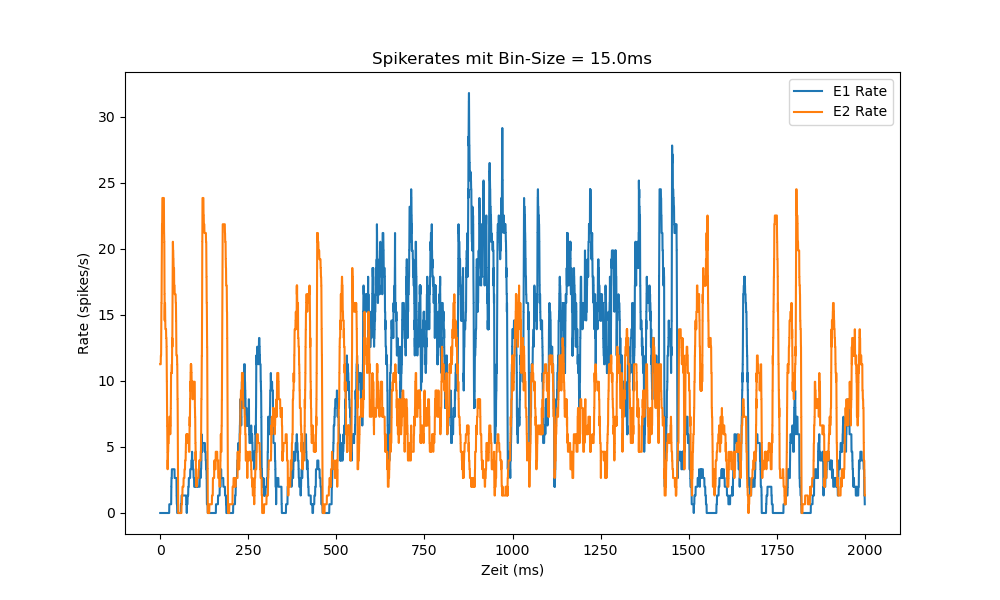 Spikerates mit Bin-Size = 15.0ms
E1 Rate
E2 Rate
30
25
20
15
10
5
0
Rate (spikes/s)
0 250 500 750 1000 1250 1500 1750 2000
Zeit (ms)